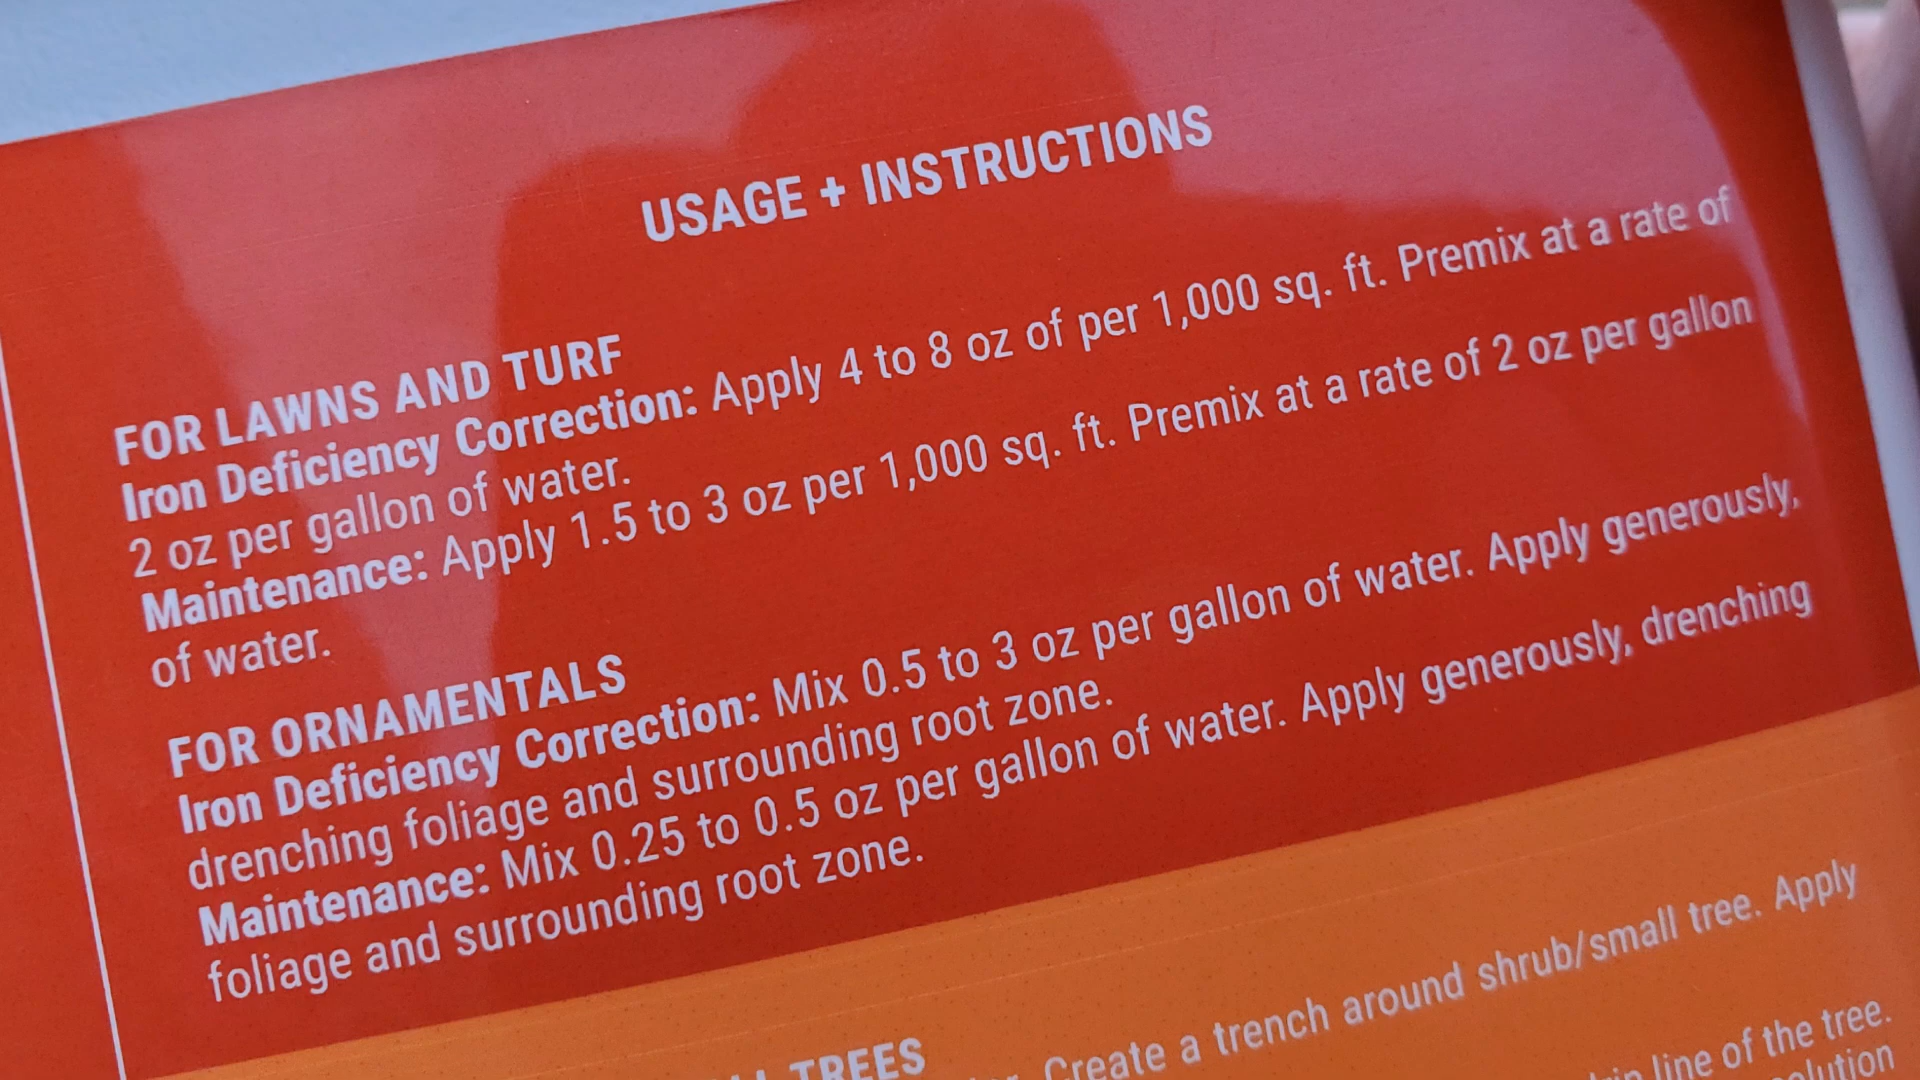 USAGE + INSTRUCTIONS
FOR LAWNS AND TURF
Iron Deficiency Correction: Apply 4 to 8 oz of per 1,000 sq. ft. Premix at a rate of
2 oz per gallon of water.
Maintenance: Apply 1.5 to 3 oz per 1,000 sq. ft. Premix at a rate of 2 oz per gallon
of water.
FOR ORNAMENTALS
Iron Deficiency Correction: Mix 0.5 to 3 oz per gallon of water. Apply generously,
drenching foliage and surrounding root zone.
Maintenance: Mix 0.25 to 0.5 oz per gallon of water. Apply generously, drenching
foliage and surrounding root zone.
TREES
Create a trench around shrub/small tree. Apply
line of the tree.